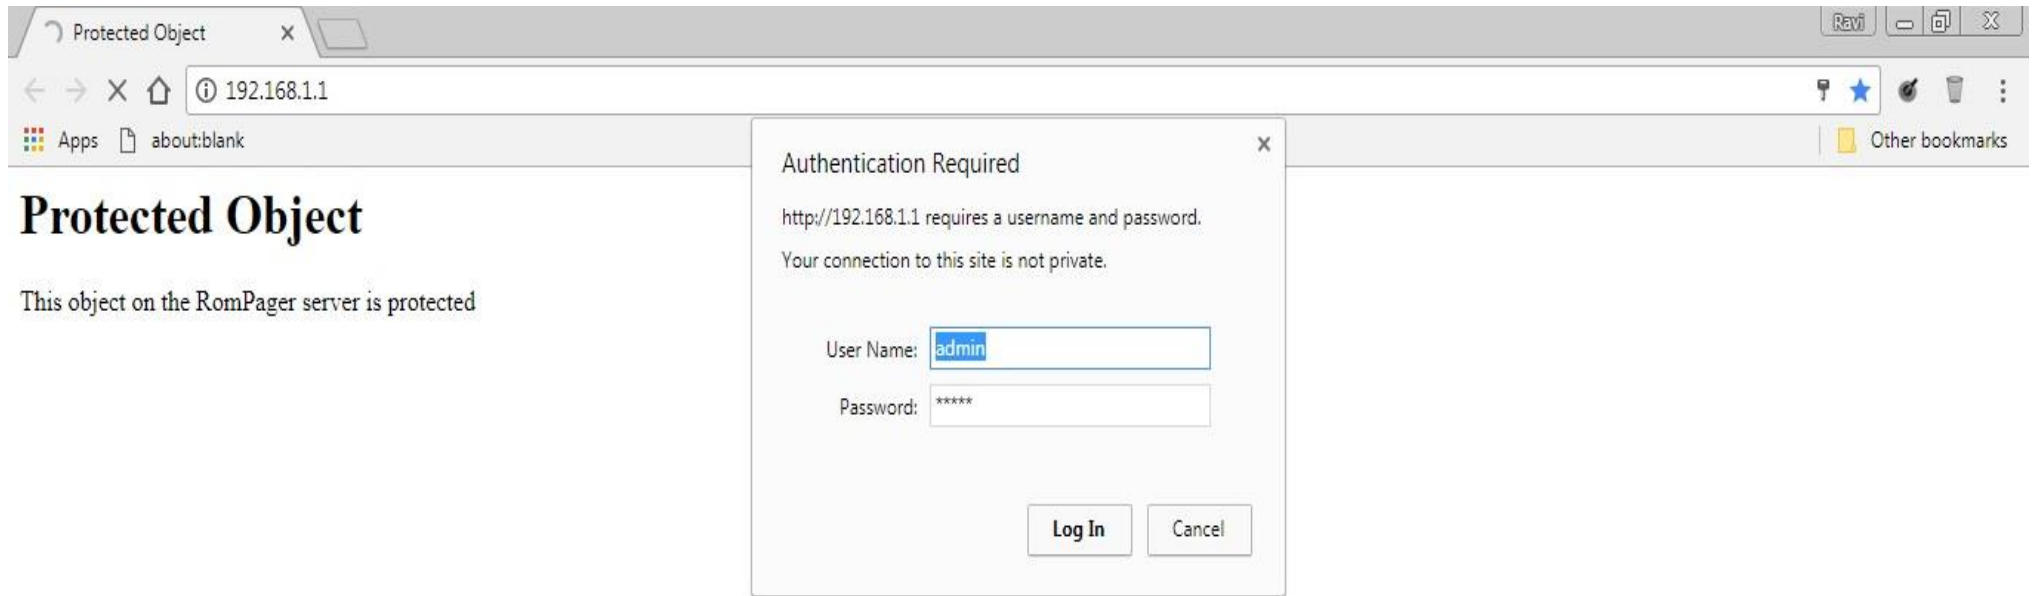 Protected Object
Ravi
192.168.1.1
Apps about:blank
Other bookmarks
Protected Object
This object on the RomPager server is protected
Authentication Required
http://192.168.1.1 requires a username and password.
Your connection to this site is not private.
User Name: admin
Password: *****
Log In Cancel